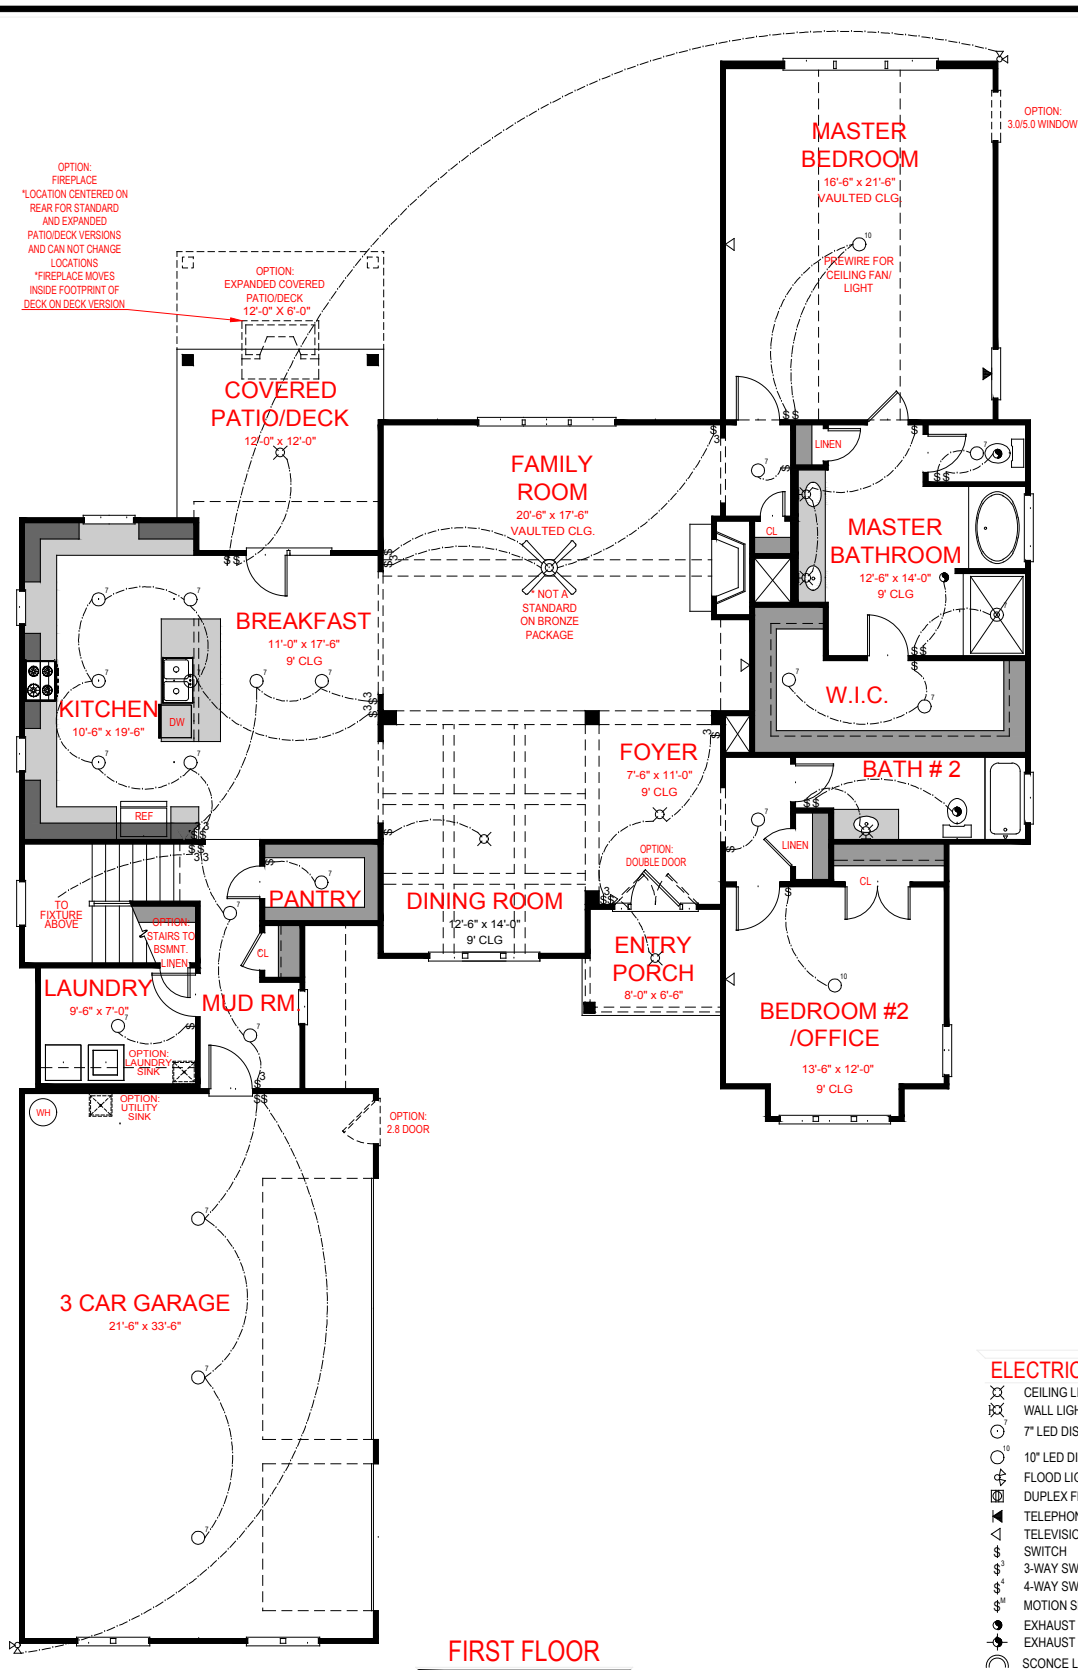 OPTION:
3.0/5.0 WINDOW
MASTER
BEDROOM
16'-6" x 21'-6"
VAULTED CLG.
10
PREWIRE FOR
CEILING FAN/
LIGHT
OPTION:
FIREPLACE
*LOCATION CENTERED ON
REAR FOR STANDARD
AND EXPANDED
PATIO/DECK VERSIONS
AND CAN NOT CHANGE
LOCATIONS
*FIREPLACE MOVES
INSIDE FOOTPRINT OF
DECK ON DECK VERSION
OPTION:
EXPANDED COVERED
PATIO/DECK
12'-0" X 6'-0"
COVERED
PATIO/DECK
12'-0" x 12'-0"
FAMILY
ROOM
20'-6" x 17'-6"
VAULTED CLG.
* NOT A
STANDARD
ON BRONZE
PACKAGE
LINEN
CL
MASTER
BATHROOM
12'-6" x 14'-0"
9' CLG
BREAKFAST
11'-0" x 17'-6"
9' CLG
KITCHEN
10'-6" x 19'-6"
DW
REF
W.I.C.
FOYER
7'-6" x 11'-0"
9' CLG
BATH # 2
LINEN
CL
OPTION:
DOUBLE DOOR
TO
FIXTURE
ABOVE
PANTRY
DINING ROOM
12'-6" x 14'-0"
9' CLG
OPTION:
STAIRS TO
BSMNT.
LINEN
CL
ENTRY
PORCH
8'-0" x 6'-6"
LAUNDRY
9'-6" x 7'-0"
MUD RM.
BEDROOM #2
/OFFICE
13'-6" x 12'-0"
9' CLG
10
OPTION:
LAUNDRY
SINK
OPTION:
UTILITY
SINK
WH
OPTION:
2.8 DOOR
3 CAR GARAGE
21'-6" x 33'-6"
FIRST FLOOR
ELECTRIC
CEILING LI
WALL LIGH
7 7" LED DIS
10 10" LED DI
FLOOD LIG
DUPLEX F
TELEPHON
TELEVISIO
$ SWITCH
$3 3-WAY SW
$4 4-WAY SW
$M MOTION S
EXHAUST
EXHAUST
SCONCE L